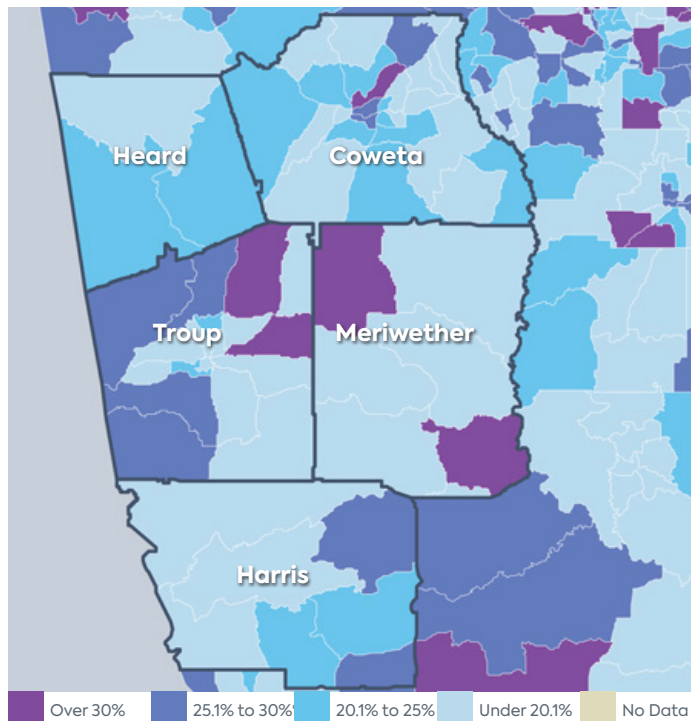 Heard
Coweta
Troup
Meriwether
Harris
Over 30%
25.1% to 30%
20.1% to 25%
Under 20.1%
No Data